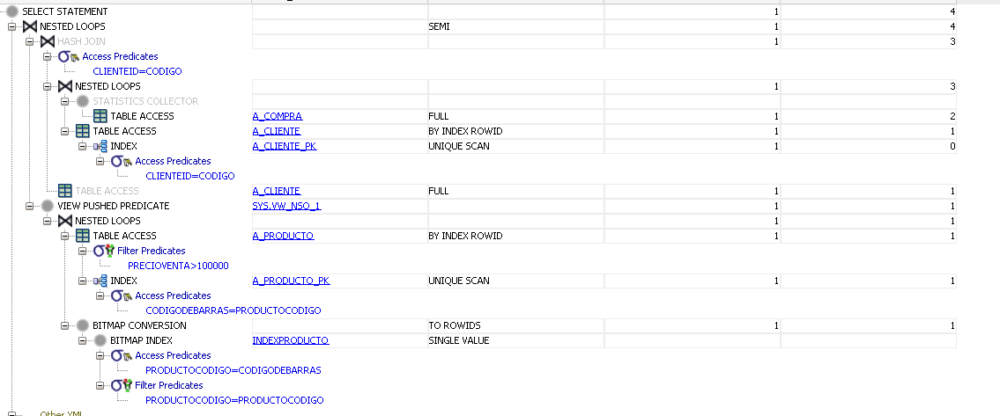 SELECT STATEMENT 1 4
NESTED LOOPS SEMI 1 4
HASH JOIN 1 3
Access Predicates
CLIENTEID=CODIGO
NESTED LOOPS 1 3
STATISTICS COLLECTOR
TABLE ACCESS A_COMPRA FULL 1 2
TABLE ACCESS A_CLIENTE BY INDEX ROWID 1 1
INDEX A_CLIENTE_PK UNIQUE SCAN 1 0
Access Predicates
CLIENTEID=CODIGO
TABLE ACCESS A_CLIENTE FULL 1 1
VIEW PUSHED PREDICATE SYS.VW_NSO_1 1 1
NESTED LOOPS 1 1
TABLE ACCESS A_PRODUCTO BY INDEX ROWID 1 1
Filter Predicates
PRECIOVENTA>100000
INDEX A_PRODUCTO_PK UNIQUE SCAN 1 1
Access Predicates
CODIGODEBARRAS=PRODUCTOCODIGO
BITMAP CONVERSION TO ROWIDS 1 1
BITMAP INDEX INDEXPRODUCTO SINGLE VALUE
Access Predicates
PRODUCTOCODIGO=CODIGODEBARRAS
Filter Predicates
PRODUCTOCODIGO=PRODUCTOCODIGO
Other XML